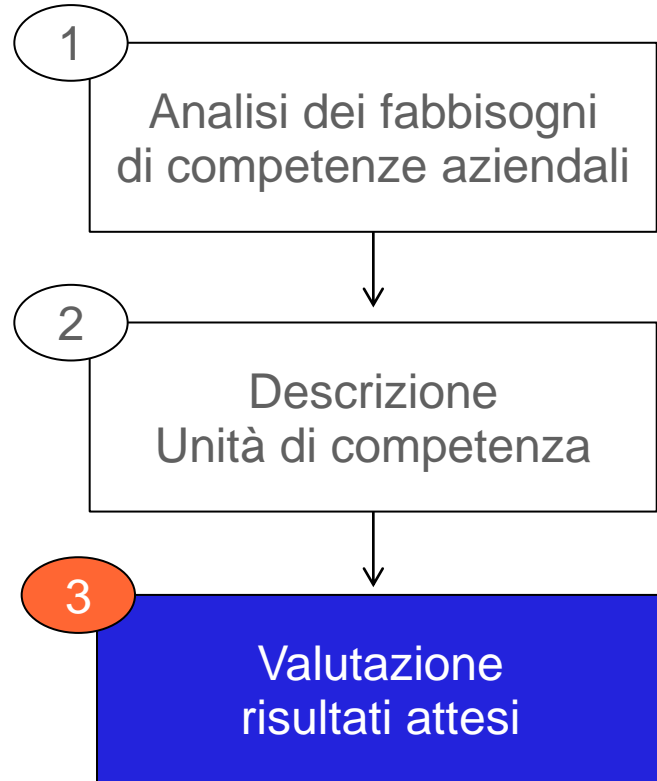 1
Analisi dei fabbisogni
di competenze aziendali
2
Descrizione
Unità di competenza
3
Valutazione
risultati attesi